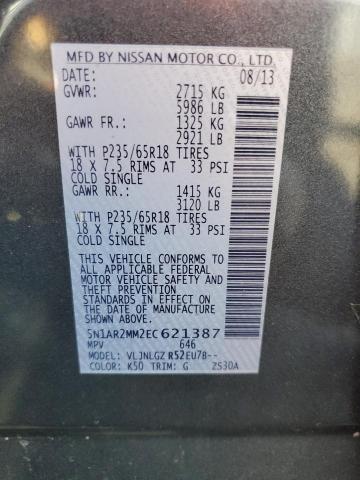 MFD BY NISSAN MOTOR CO., LTD.
DATE: 08/13
GVWR: 2715 KG
5986 LB
GAWR FR.: 1325 KG
2921 LB
WITH P235/65R18 TIRES
18 X 7.5 RIMS AT 33 PSI
COLD SINGLE
GAWR RR.: 1415 KG
3120 LB
WITH P235/65R18 TIRES
18 X 7.5 RIMS AT 33 PSI
COLD SINGLE
THIS VEHICLE CONFORMS TO
ALL APPLICABLE FEDERAL
MOTOR VEHICLE SAFETY
STANDARDS IN EFFECT ON THE
DATE OF MANUFACTURE SHOWN
ABOVE.
5N1AR2MM2EC621387
MPV 646
MODEL: VLJNLGZ R52EU7B--
COLOR: K50 TRIM: G ZS30A